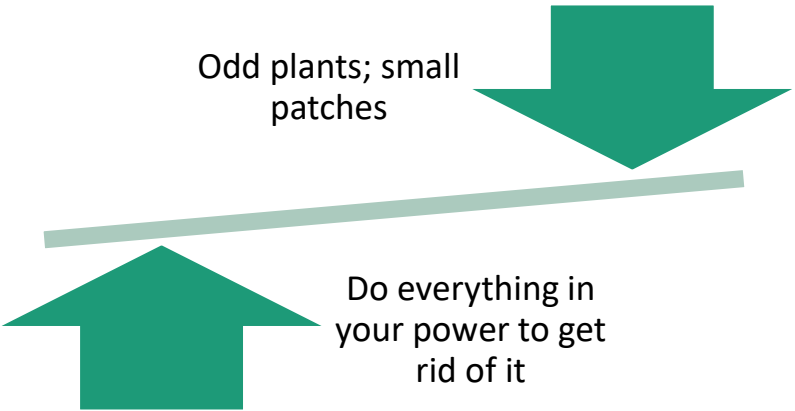 Odd plants; small
patches
Do everything in
your power to get
rid of it